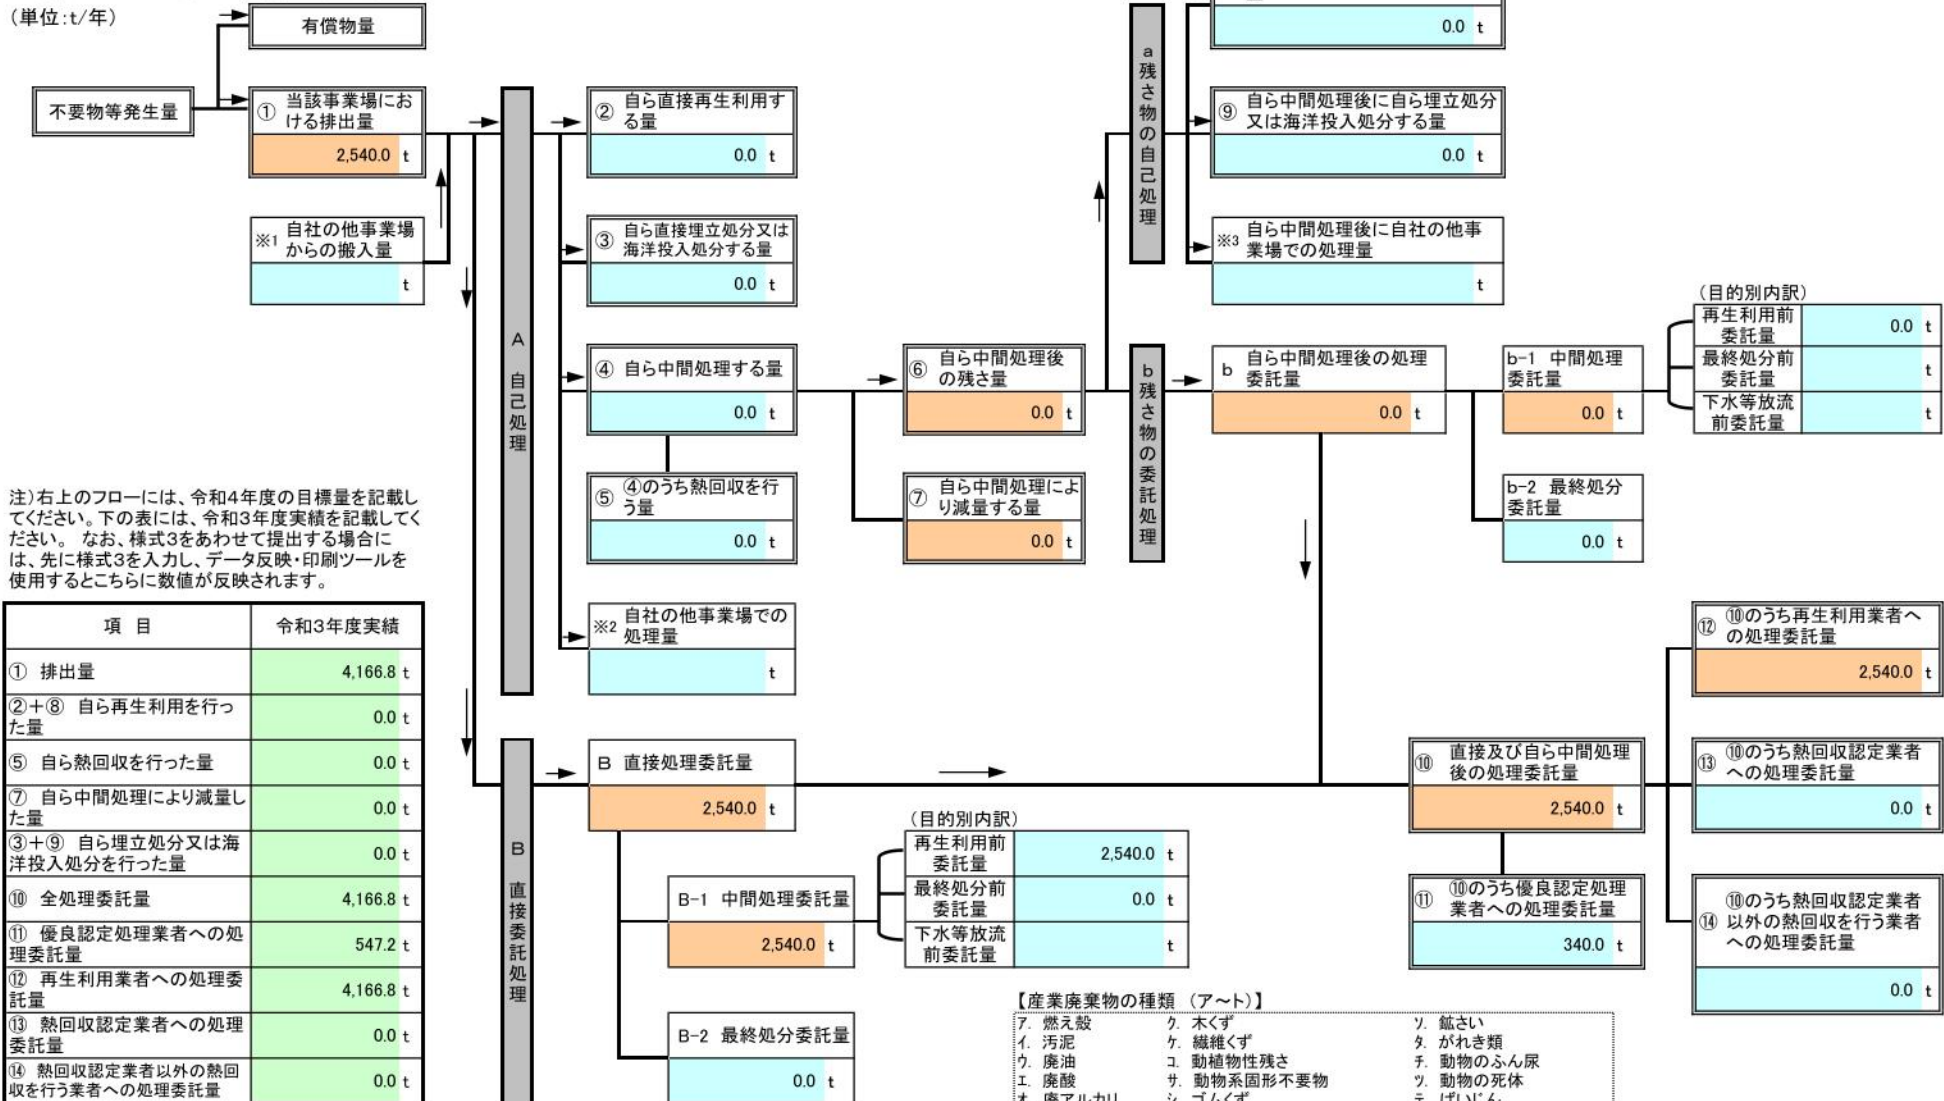 (単位:t/年)
有償物量
不要物等発生量
① 当該事業場にお
ける排出量
2,540.0 t
※1 自社の他事業場
からの搬入量
t
A 自己処理
② 自ら直接再生利用す
る量
0.0 t
③ 自ら直接埋立処分又は
海洋投入処分する量
0.0 t
④ 自ら中間処理する量
0.0 t
⑤ ④のうち熱回収を行
う量
0.0 t
※2 自社の他事業場での
処理量
t
⑥ 自ら中間処理後
の残さ量
0.0 t
⑦ 自ら中間処理によ
り減量する量
0.0 t
a 残さ物の自己処理
0.0 t
⑨ 自ら中間処理後に自ら埋立処分
又は海洋投入処分する量
0.0 t
※3 自ら中間処理後に自社の他事
業場での処理量
t
b 残さ物の委託処理
b 自ら中間処理後の処理
委託量
0.0 t
b-1 中間処理
委託量
0.0 t
b-2 最終処分
委託量
0.0 t
(目的別内訳)
再生利用前
委託量
0.0 t
最終処分前
委託量
t
下水等放流
前委託量
t
注)右上のフローには、令和4年度の目標量を記載し
てください。下の表には、令和3年度実績を記載してく
ださい。 なお、様式3をあわせて提出する場合に
は、先に様式3を入力し、データ反映・印刷ツールを
使用するとこちらに数値が反映されます。
項 目 令和3年度実績
① 排出量 4,166.8 t
②+⑧ 自ら再生利用を行っ
た量
0.0 t
⑤ 自ら熱回収を行った量 0.0 t
⑦ 自ら中間処理により減量し
た量
0.0 t
③+⑨ 自ら埋立処分又は海
洋投入処分を行った量
0.0 t
⑩ 全処理委託量 4,166.8 t
⑪ 優良認定処理業者への処
理委託量
547.2 t
⑫ 再生利用業者への処理委
託量
4,166.8 t
⑬ 熱回収認定業者への処理
委託量
0.0 t
⑭ 熱回収認定業者以外の熱回
収を行う業者への処理委託量
0.0 t
B 直接委託処理
B 直接処理委託量
2,540.0 t
B-1 中間処理委託量
2,540.0 t
B-2 最終処分委託量
0.0 t
(目的別内訳)
再生利用前
委託量
2,540.0 t
最終処分前
委託量
0.0 t
下水等放流
前委託量
t
⑩ 直接及び自ら中間処理
後の処理委託量
2,540.0 t
⑪ ⑩のうち優良認定処理
業者への処理委託量
340.0 t
⑫ ⑩のうち再生利用業者へ
の処理委託量
2,540.0 t
⑬ ⑩のうち熱回収認定業者
への処理委託量
0.0 t
⑭ ⑩のうち熱回収認定業者
以外の熱回収を行う業者
への処理委託量
0.0 t
【産業廃棄物の種類 (ア~ト)】
ア. 燃え殻 ク. 木くず ソ. 鉱さい
イ. 汚泥 ケ. 繊維くず タ. がれき類
ウ. 廃油 コ. 動植物性残さ チ. 動物のふん尿
エ. 廃酸 サ. 動物系固形不要物 ツ. 動物の死体
オ. 廃アルカリ シ. ゴムくず テ. ばいじん